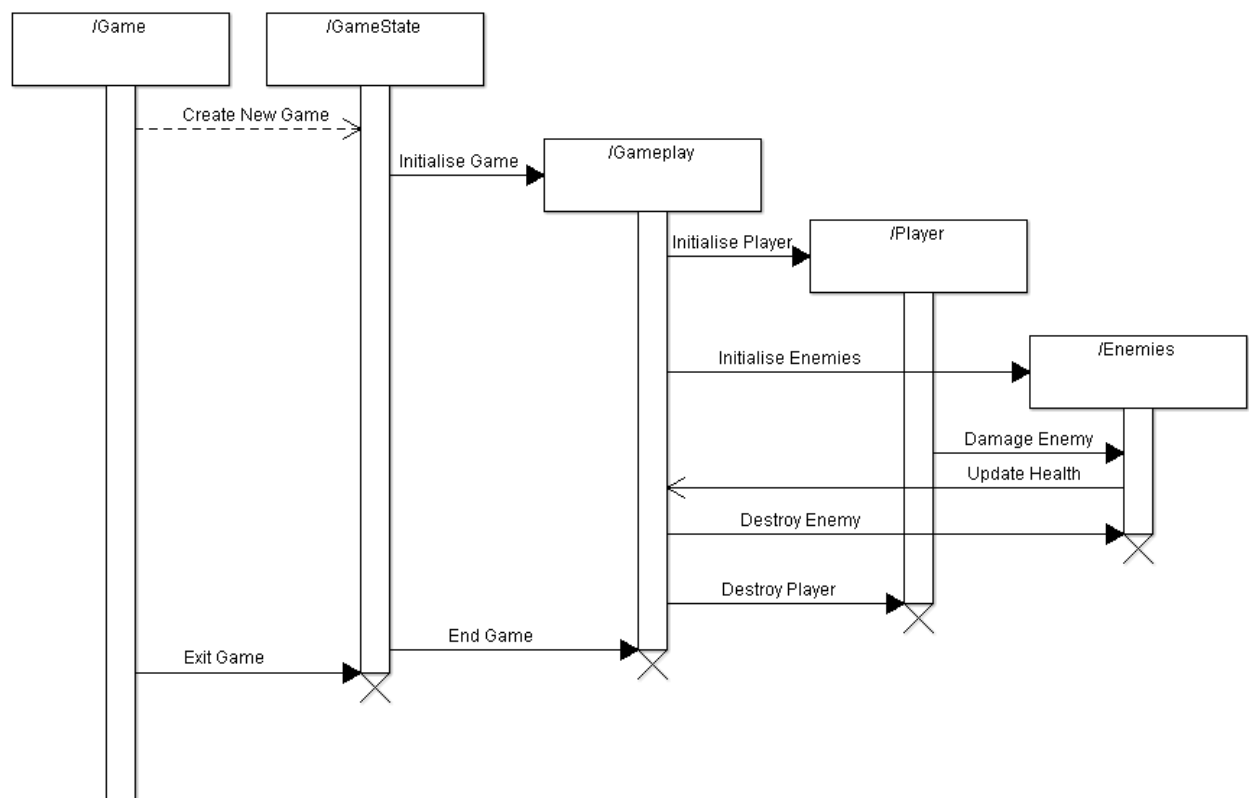 /Game
/GameState
Create New Game
Initialise Game
/Gameplay
Initialise Player
/Player
Initialise Enemies
/Enemies
Damage Enemy
Update Health
Destroy Enemy
Destroy Player
End Game
Exit Game